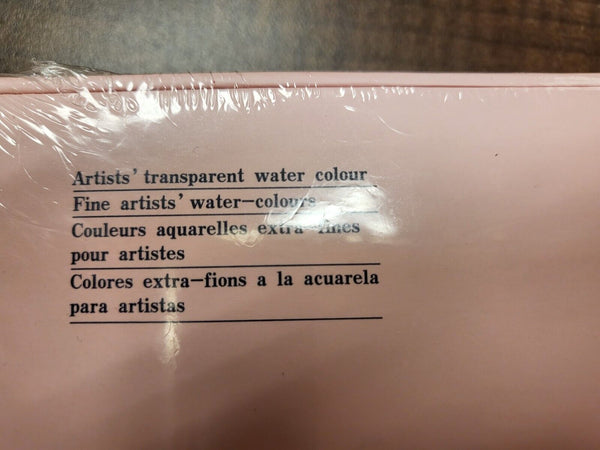 Artists' transparent water colour
Fine artists' water-colours
Couleurs aquarelles extra-fines
pour artistes
Colores extra-fions a la acuarela
para artistas